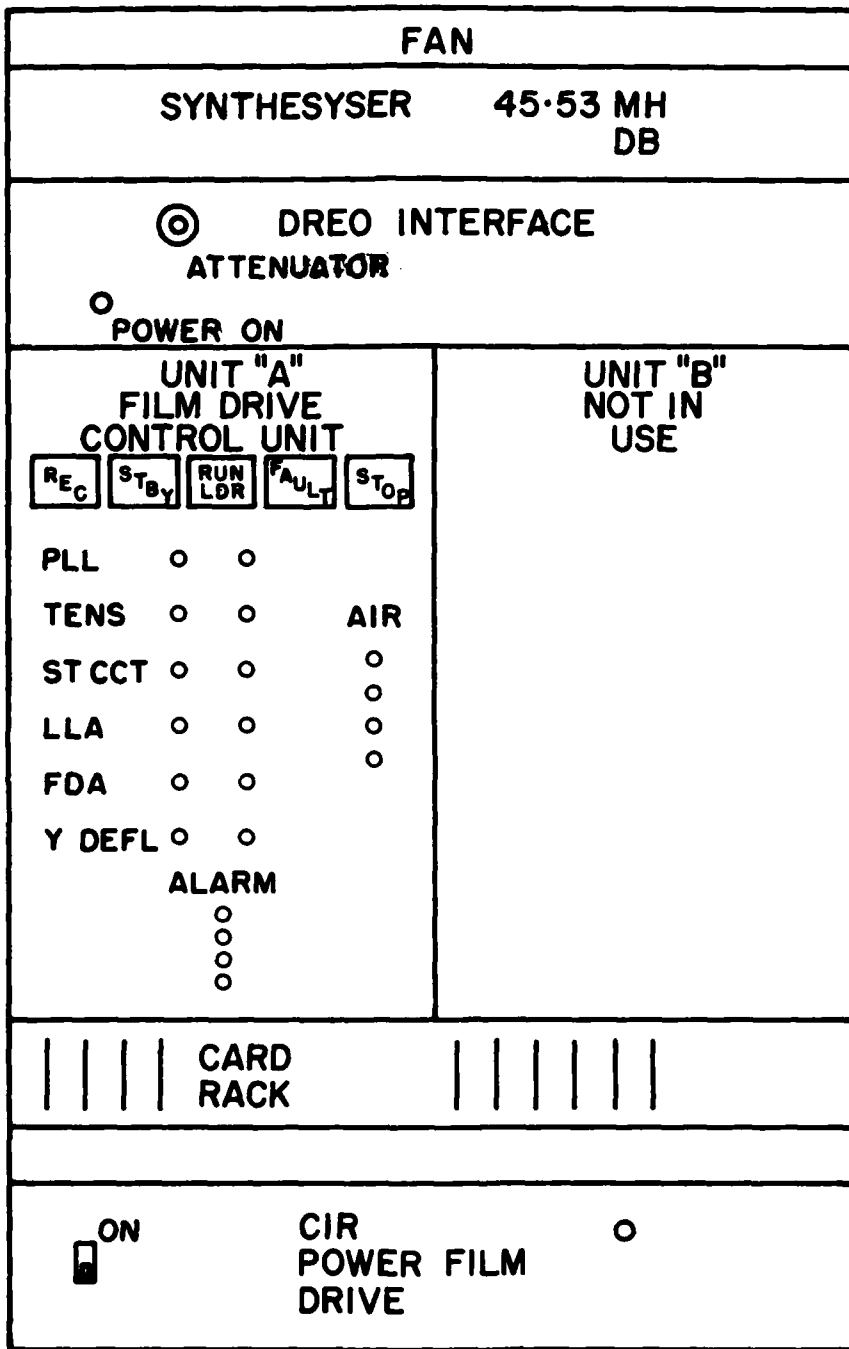 FAN
SYNTHESYSER 45·53 MH
DB
DREO INTERFACE
ATTENUATOR
POWER ON
UNIT "A"
FILM DRIVE
CONTROL UNIT
REC STBY RUN LDR FAULT STOP
PLL
TENS
ST CCT
LLA
FDA
Y DEFL
AIR
ALARM
UNIT "B"
NOT IN
USE
CARD
RACK
ON
CIR
POWER FILM
DRIVE